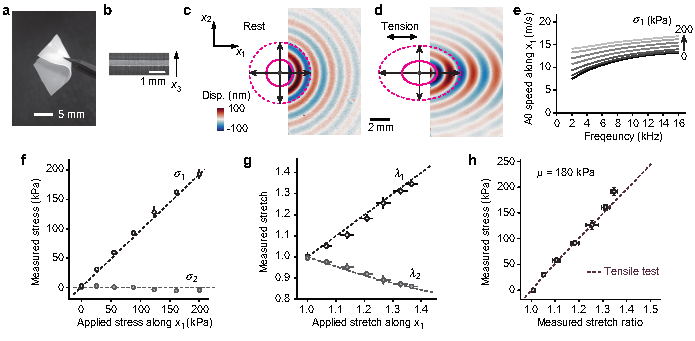 a
5 mm
b
1 mm
x3
c
Rest
x2
x1
Disp. (nm)
100
-100
d
Tension
2 mm
e
σ1 (kPa)
200
0
A0 speed along x1 (m/s)
20
15
10
5
0
0 2 4 6 8 10 12 14 16
Freqeuncy (kHz)
f
σ1
σ2
Measured stress (kPa)
200
150
100
50
0
0 50 100 150 200
Applied stress along x1 (kPa)
g
λ1
λ2
Measured stretch
1.4
1.3
1.2
1.1
1.0
0.9
0.8
1.0 1.1 1.2 1.3 1.4
Applied stretch along x1
h
μ = 180 kPa
Tensile test
Measured stress (kPa)
250
200
150
100
50
0
1.0 1.1 1.2 1.3 1.4 1.5
Measured stretch ratio